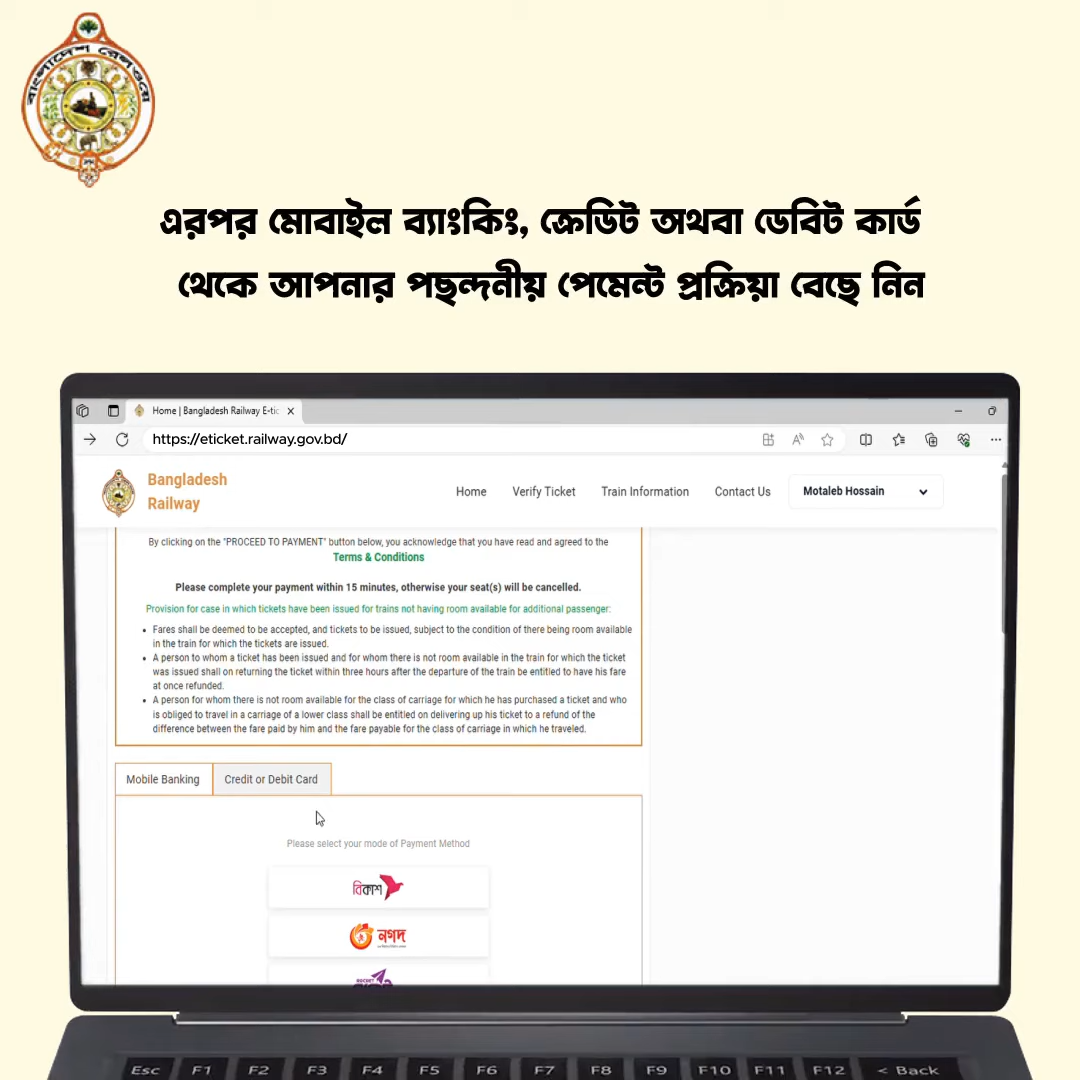 বাংলাদেশ রেলওয়ে
এরপর মোবাইল ব্যাংকিং, ক্রেডিট অথবা ডেবিট কার্ড
থেকে আপনার পছন্দনীয় পেমেন্ট প্রক্রিয়া বেছে নিন
Home | Bangladesh Railway E-tic
https://eticket.railway.gov.bd/
Bangladesh
Railway
Home Verify Ticket Train Information Contact Us Motaleb Hossain
By clicking on the "PROCEED TO PAYMENT" button below, you acknowledge that you have read and agreed to the
Terms & Conditions
Please complete your payment within 15 minutes, otherwise your seat(s) will be cancelled.
Provision for case in which tickets have been issued for trains not having room available for additional passenger:
Fares shall be deemed to be accepted, and tickets to be issued, subject to the condition of there being room available
in the train for which the tickets are issued.
A person to whom a ticket has been issued and for whom there is not room available in the train for which the ticket
was issued shall on returning the ticket within three hours after the departure of the train be entitled to have his fare
at once refunded.
A person for whom there is not room available for the class of carriage for which he has purchased a ticket and who
is obliged to travel in a carriage of a lower class shall be entitled on delivering up his ticket to a refund of the
difference between the fare paid by him and the fare payable for the class of carriage in which he traveled.
Mobile Banking Credit or Debit Card
Please select your mode of Payment Method
বিকাশ
নগদ
Esc F1 F2 F3 F4 F5 F6 F7 F8 F9 F10 F11 F12 < Back